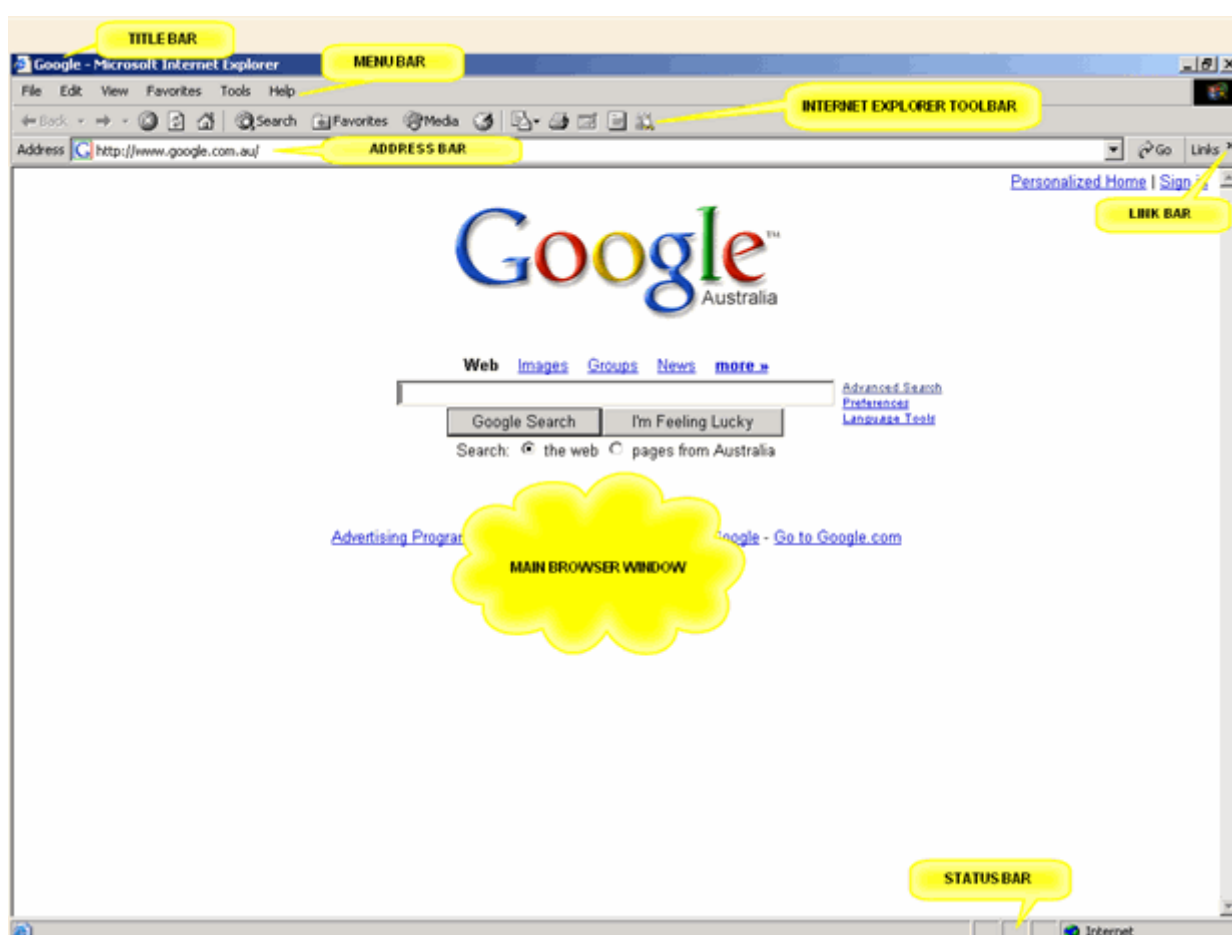 TITLE BAR
Google - Microsoft Internet Explorer
MENU BAR
File Edit View Favorites Tools Help
INTERNET EXPLORER TOOLBAR
Back Search Favorites Media
Address http://www.google.com.au/
ADDRESS BAR
Go Links
Personalized Home | Sign
LINK BAR
Google™
Australia
Web Images Groups News more »
Advanced Search
Preferences
Language Tools
Google Search I'm Feeling Lucky
Search: the web pages from Australia
Advertising Progra Google - Go to Google.com
MAIN BROWSER WINDOW
STATUS BAR
Internet